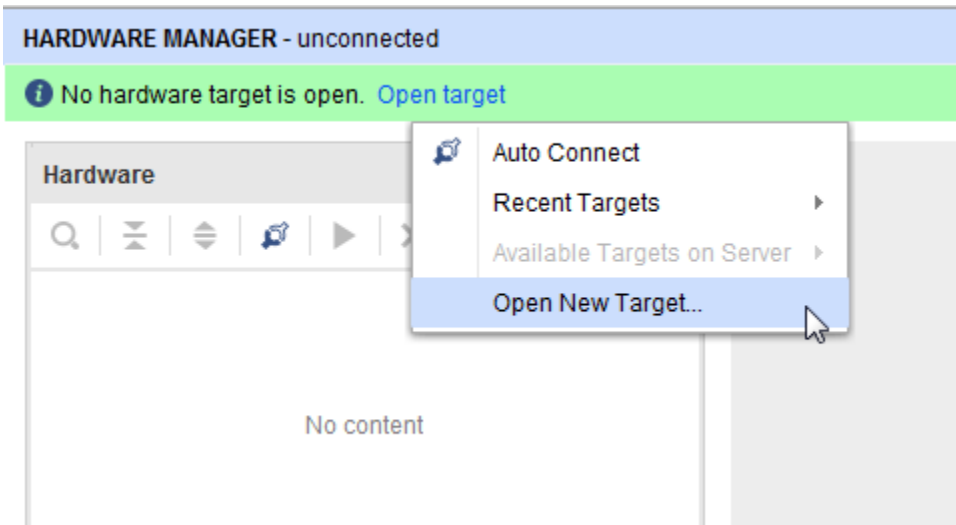 HARDWARE MANAGER - unconnected
No hardware target is open. Open target
Hardware
Auto Connect
Recent Targets
Available Targets on Server
Open New Target...
No content